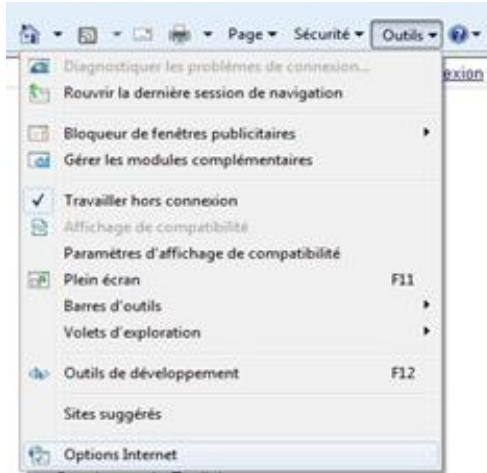 Page Sécurité Outils
Diagnostiquer les problèmes de connexion...
exion
Rouvrir la dernière session de navigation
Bloqueur de fenêtres publicitaires
Gérer les modules complémentaires
Travailler hors connexion
Affichage de compatibilité
Paramètres d'affichage de compatibilité
Plein écran F11
Barres d'outils
Volets d'exploration
Outils de développement F12
Sites suggérés
Options Internet